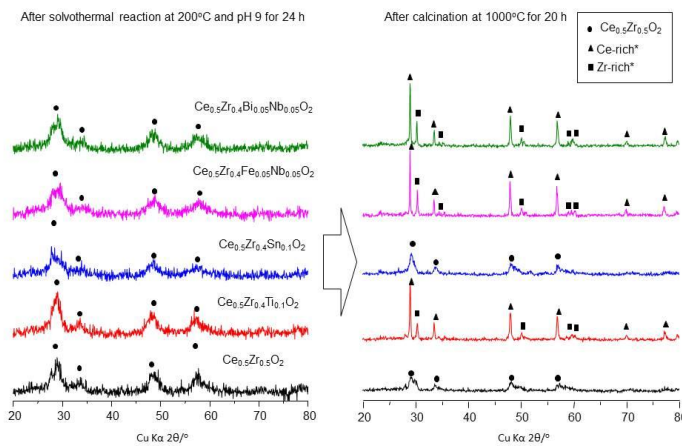 After solvothermal reaction at 200°C and pH 9 for 24 h
After calcination at 1000°C for 20 h
Ce₀.₅Zr₀.₅O₂
Ce-rich*
Zr-rich*
Ce₀.₅Zr₀.₄Bi₀.₀₅Nb₀.₀₅O₂
Ce₀.₅Zr₀.₄Fe₀.₀₅Nb₀.₀₅O₂
Ce₀.₅Zr₀.₄Sn₀.₁O₂
Ce₀.₅Zr₀.₄Ti₀.₁O₂
Ce₀.₅Zr₀.₅O₂
20 30 40 50 60 70 80
Cu Kα 2θ/°
20 30 40 50 60 70 80
Cu Kα 2θ/°